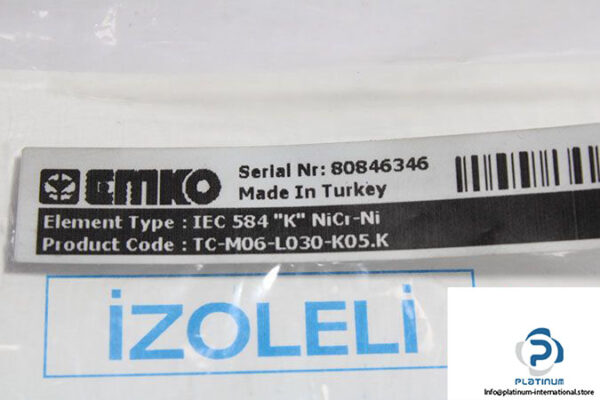 EMKO
Serial Nr: 80846346
Made In Turkey
Element Type : IEC 584 "K" NiCr-Ni
Product Code : TC-M06-L030-K05.K
İZOLELİ
PLATINUM
Info@platinum-international.store